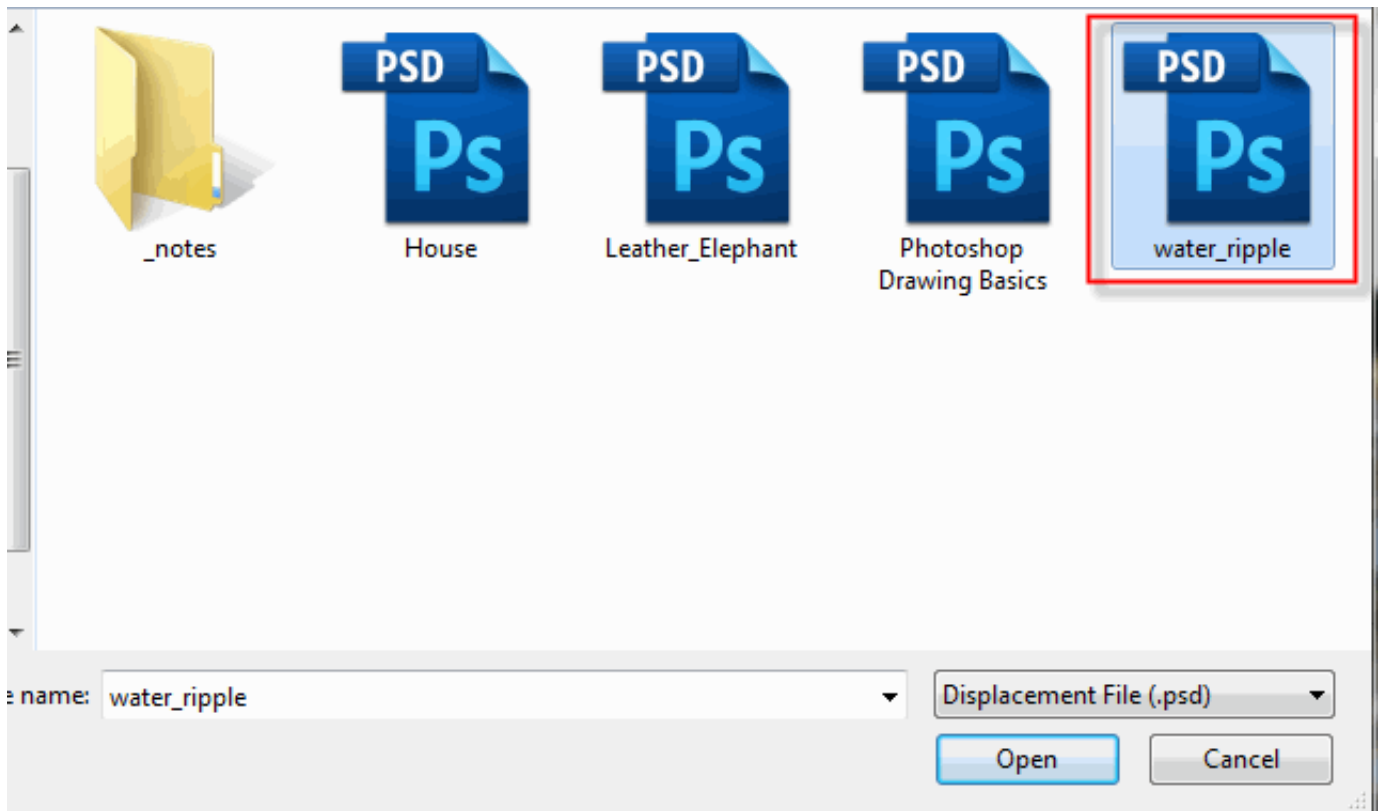 PSD
Ps
PSD
Ps
PSD
Ps
PSD
Ps
_notes
House
Leather_Elephant
Photoshop
Drawing Basics
water_ripple
e name:
water_ripple
Displacement File (.psd)
Open
Cancel